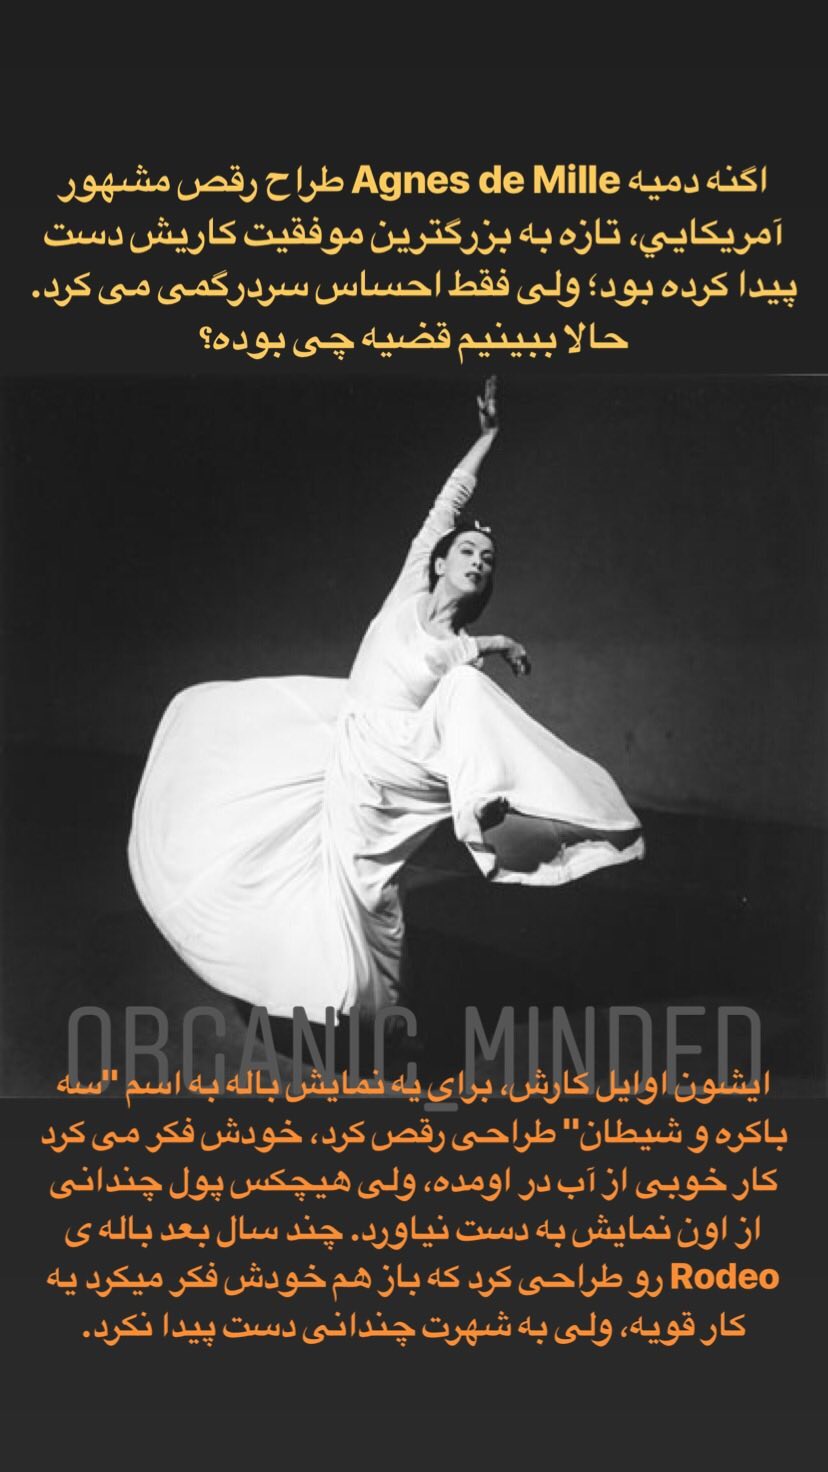 اگنه دمیه Agnes de Mille طراح رقص مشهور
آمریکایي، تازه به بزرگترین موفقیت کاریش دست
پیدا کرده بود؛ ولی فقط احساس سردرگمی می کرد.
حالا ببینیم قضیه چی بوده؟
ORGANIC_MINDED
ایشون اوایل کارش، برای یه نمایش باله به اسم "سه
باکره و شیطان" طراحی رقص کرد، خودش فکر می کرد
کار خوبی از آب در اومده، ولی هیچکس پول چندانی
از اون نمایش به دست نیاورد. چند سال بعد باله ی
Rodeo رو طراحی کرد که باز هم خودش فکر میکرد یه
کار قویه، ولی به شهرت چندانی دست پیدا نکرد.